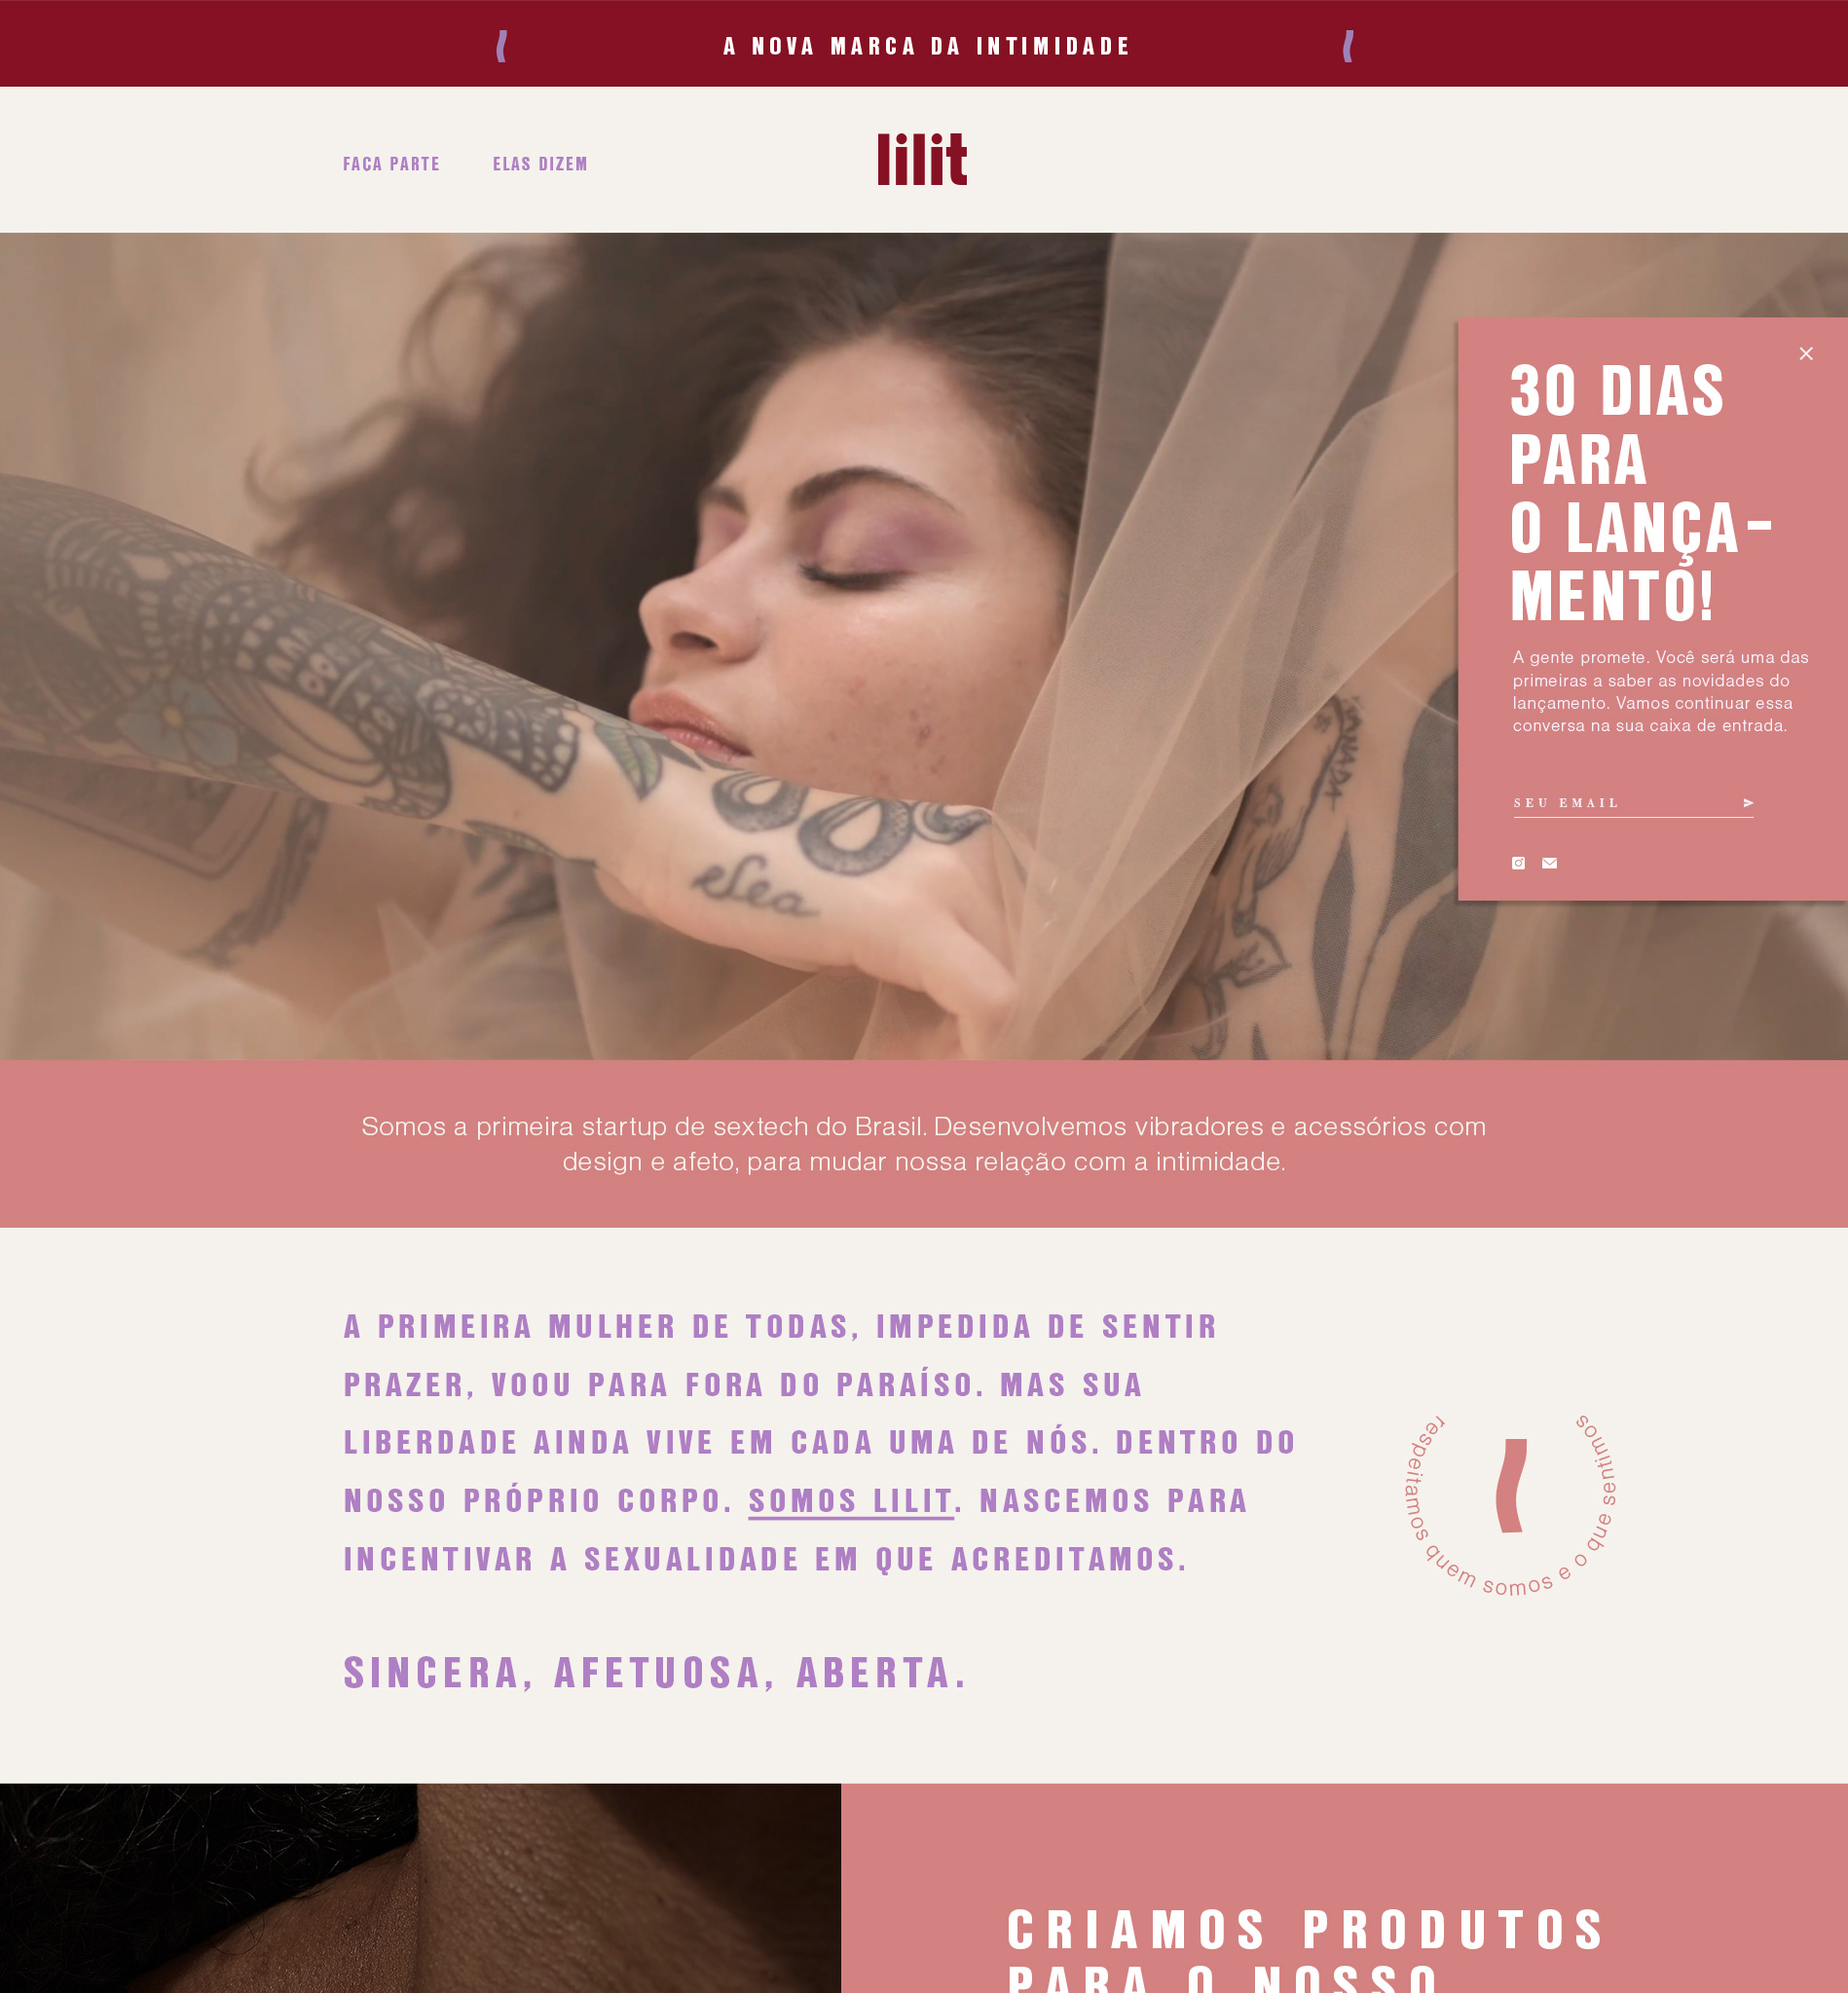 A NOVA MARCA DA INTIMIDADE
FAÇA PARTE
ELAS DIZEM
lilit
30 DIAS
PARA
O LANÇA-
MENTO!
A gente promete. Você será uma das
primeiras a saber as novidades do
lançamento. Vamos continuar essa
conversa na sua caixa de entrada.
SEU EMAIL
Sea
Somos a primeira startup de sextech do Brasil. Desenvolvemos vibradores e acessórios com
design e afeto, para mudar nossa relação com a intimidade.
A PRIMEIRA MULHER DE TODAS, IMPEDIDA DE SENTIR
PRAZER, VOOU PARA FORA DO PARAÍSO. MAS SUA
LIBERDADE AINDA VIVE EM CADA UMA DE NÓS. DENTRO DO
NOSSO PRÓPRIO CORPO. SOMOS LILIT. NASCEMOS PARA
INCENTIVAR A SEXUALIDADE EM QUE ACREDITAMOS.
respeitamos quem somos e o que sentimos
SINCERA, AFETUOSA, ABERTA.
CRIAMOS PRODUTOS
PARA O NOSSO